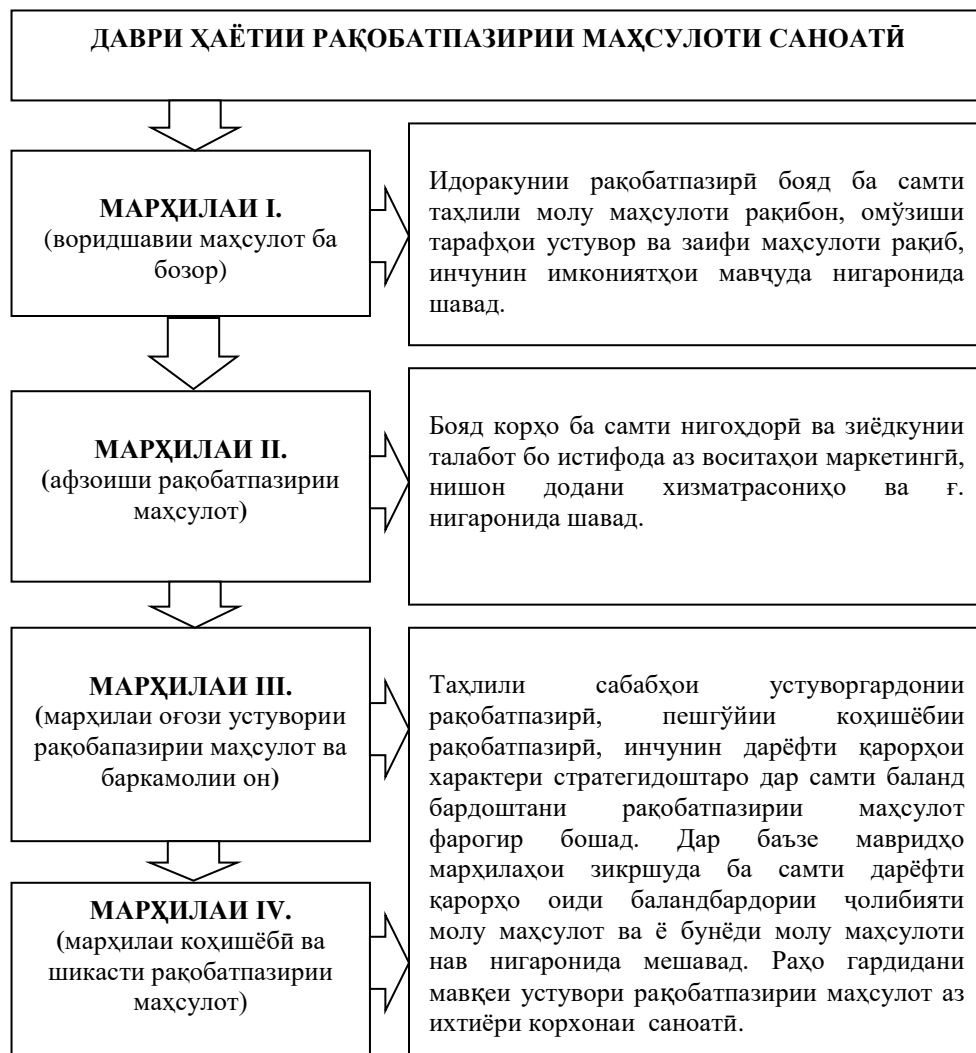 ДАВРИ ҲАЁТИИ РАҚОБАТПАЗИРИИ МАҲСУЛОТИ САНОАТӢ
МАРҲИЛАИ I.
(воридшавии маҳсулот ба
бозор)
Идоракунии рақобатпазирӣ бояд ба самти
таҳлили молу маҳсулоти рақибон, омӯзиши
тарафҳои устувор ва заифи маҳсулоти рақиб,
инчунин имкониятҳои мавҷуда нигаронида
шавад.
МАРҲИЛАИ II.
(афзоиши рақобатпазирии
маҳсулот)
Бояд корҳо ба самти нигоҳдорӣ ва зиёдкунии
талабот бо истифода аз воситаҳои маркетингӣ,
нишон додани хизматрасониҳо ва ғ.
нигаронида шавад.
МАРҲИЛАИ III.
(марҳилаи оғози устувории
рақобапазирии маҳсулот ва
баркамолии он)
Таҳлили сабабҳои устуворгардонии
рақобатпазирӣ, пешгӯйии коҳишёбии
рақобатпазирӣ, инчунин дарёфти қарорҳои
характери стратегидоштаро дар самти баланд
бардоштани рақобатпазирии маҳсулот
фарогир бошад. Дар баъзе мавридҳо
марҳилаҳои зикршуда ба самти дарёфти
қарорҳо оиди баландбардории ҷолибияти
молу маҳсулот ва ё бунёди молу маҳсулоти
нав нигаронида мешавад. Раҳо гардидани
мавқеи устувори рақобатпазирии маҳсулот аз
ихтиёри корхонаи саноатӣ.
МАРҲИЛАИ IV.
(марҳилаи коҳишёбӣ ва
шикасти рақобатпазирии
маҳсулот)